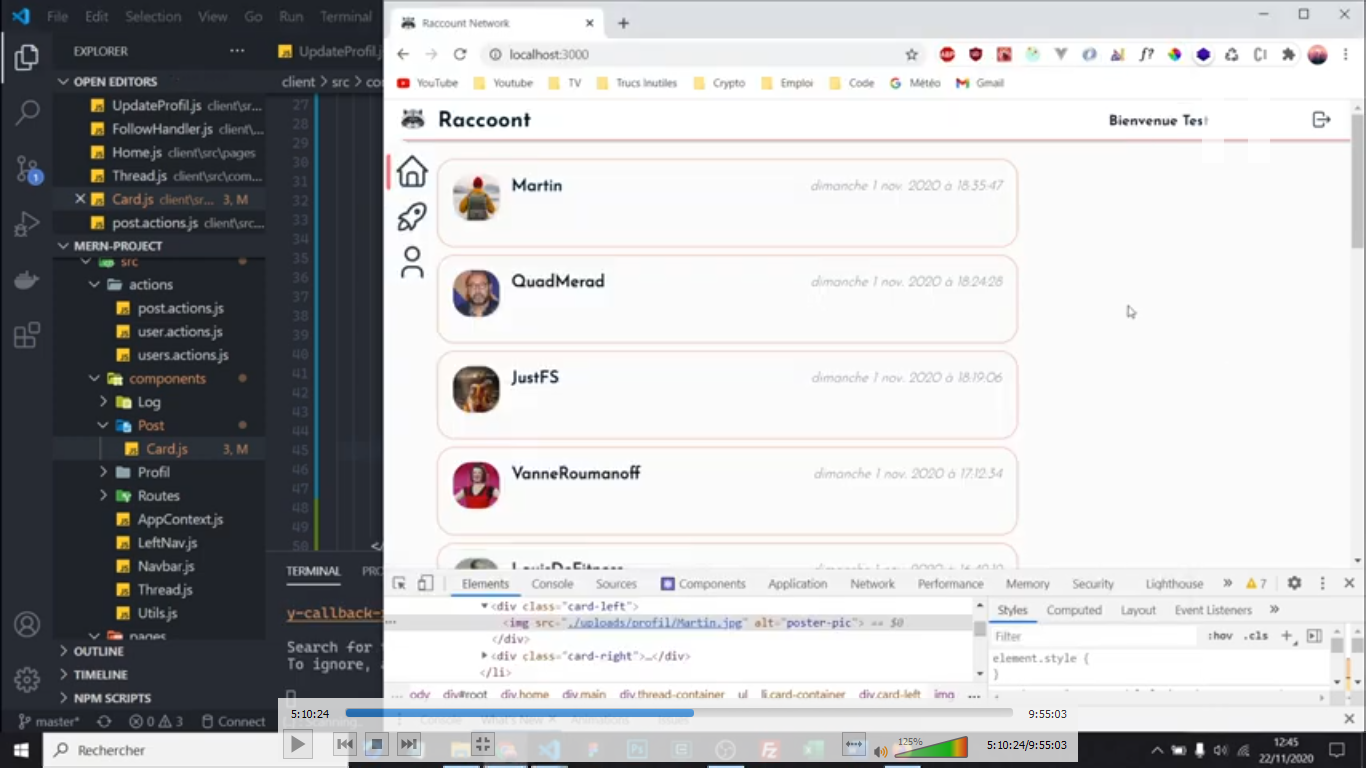 File Edit Selection View Go Run Terminal
Raccount Network
EXPLORER
UpdateProfil.j
localhost:3000
OPEN EDITORS
client > src > co
YouTube Youtube TV Trucs Inutiles Crypto Emploi Code Météo Gmail
UpdateProfil.js client\sr...
FollowHandler.js client\...
Home.js client\src\pages
Thread.js client\src\com...
Card.js client\sr... 3, M
post.actions.js client\src...
MERN-PROJECT
src
actions
post.actions.js
user.actions.js
users.actions.js
components
Log
Post
Card.js 3, M
Profil
Routes
AppContext.js
LeftNav.js
Navbar.js
Thread.js
Utils.js
pages
OUTLINE
TIMELINE
NPM SCRIPTS
27
28
29
30
31
32
33
34
35
36
37
38
39
40
41
42
43
44
45
46
47
48
49
50 </
TERMINAL PRO
y-callback-
Search for
To ignore,
Raccoont
Bienvenue Test
Martin dimanche 1 nov. 2020 à 18:35:47
QuadMerad dimanche 1 nov. 2020 à 18:24:28
JustFS dimanche 1 nov. 2020 à 18:19:06
VanneRoumanoff dimanche 1 nov. 2020 à 17:12:34
Elements Console Sources Components Application Network Performance Memory Security Lighthouse » 7
<div class="card-left">
<img src="./uploads/profil/Martin.jpg" alt="poster-pic"> == $0
</div>
<div class="card-right">…</div>
</li>
Styles Computed Layout Event Listeners »
Filter :hov .cls +
element.style {
}
... ody div#root div.home div.main div.thread-container ul li.card-container div.card-left img ...
Console What's New Animations Issues
master* 0 3 Connect
5:10:24 9:55:03
Rechercher
125%
5:10:24/9:55:03
12:45
22/11/2020